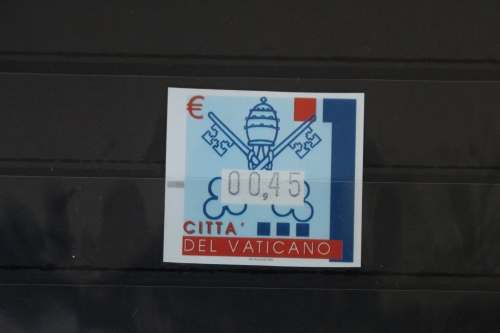 €
00,45
CITTA'
DEL VATICANO